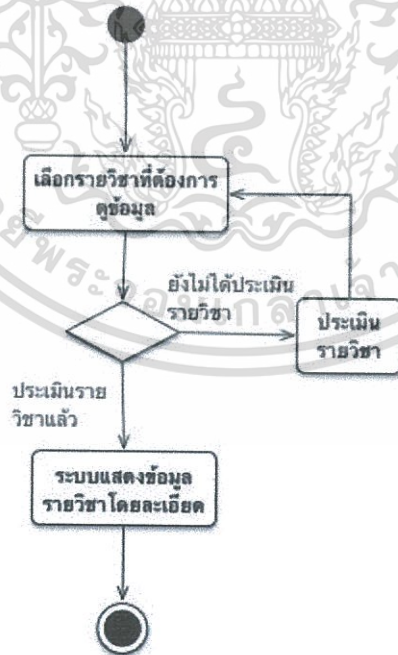 เลือกรายวิชาที่ต้องการ
ดูข้อมูล
ยังไม่ได้ประเมิน
รายวิชา
ประเมิน
รายวิชา
ประเมินราย
วิชาแล้ว
ระบบแสดงข้อมูล
รายวิชาโดยละเอียด